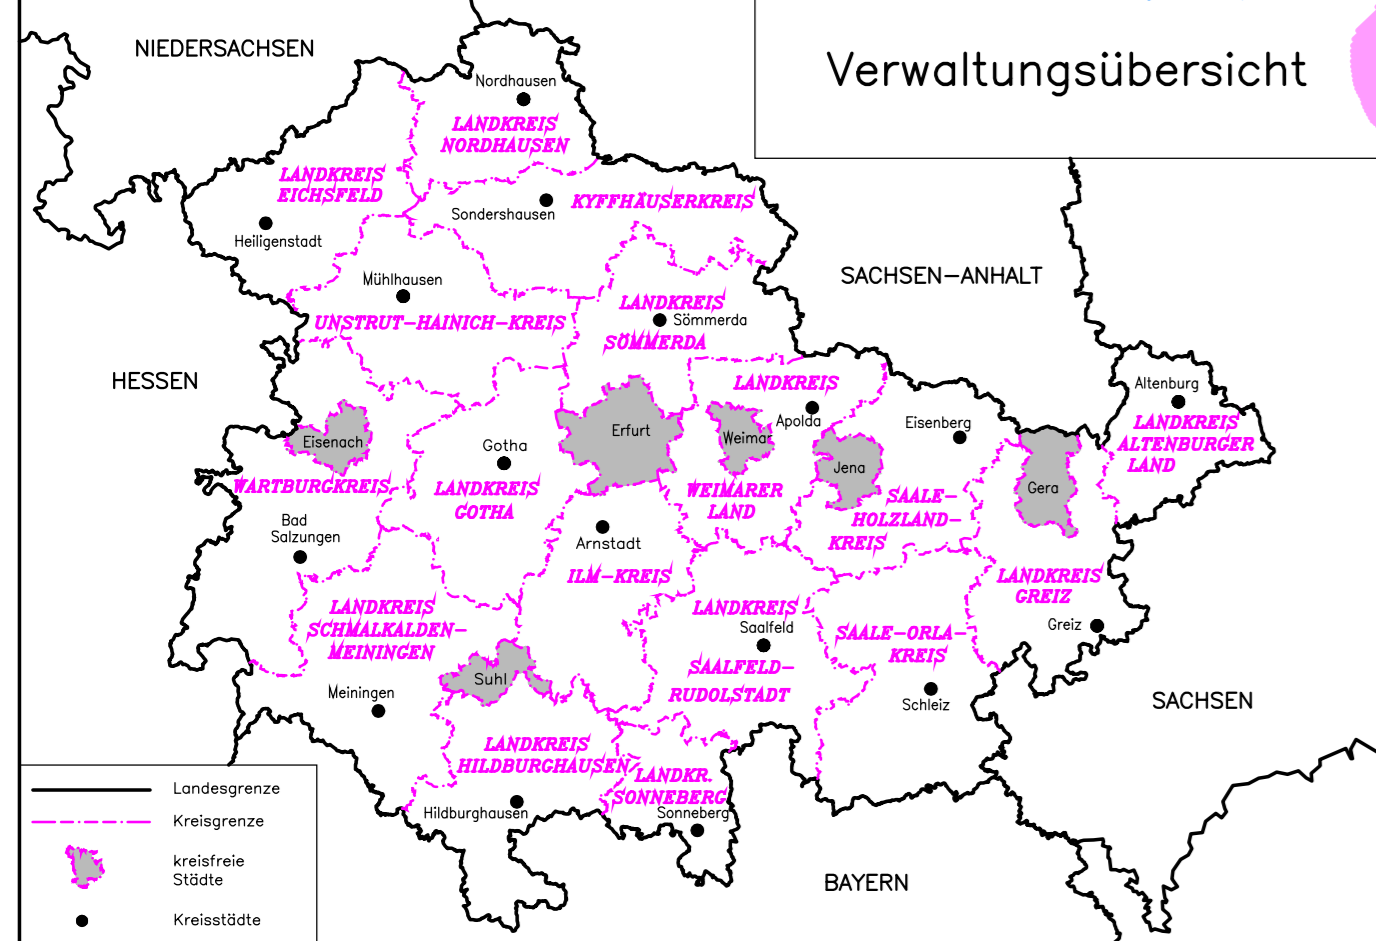 Verwaltungsübersicht
NIEDERSACHSEN
Nordhausen
LANDKREIS
NORDHAUSEN
LANDKREIS
EICHSFELD
Heiligenstadt
KYFFHÄUSERKREIS
Sondershausen
SACHSEN-ANHALT
Mühlhausen
UNSTRUT-HAINICH-KREIS
LANDKREIS
Sömmerda
SÖMMERDA
HESSEN
LANDKREIS
Apolda
Weimar
WEIMARER
LAND
Eisenberg
Altenburg
LANDKREIS
ALTENBURGER
LAND
Eisenach
WARTBURGKREIS
Bad
Salzungen
Gotha
LANDKREIS
GOTHA
Erfurt
Jena
SAALE-
HOLZLAND-
KREIS
Gera
Arnstadt
ILM-KREIS
LANDKREIS
GREIZ
Greiz
LANDKREIS
SCHMALKALDEN-
MEININGEN
Meiningen
Suhl
LANDKREIS
Saalfeld
SAALFELD-
RUDOLSTADT
SAALE-ORLA-
KREIS
Schleiz
SACHSEN
LANDKREIS
HILDBURGHAUSEN
Hildburghausen
LANDKR.
SONNEBERG
Sonneberg
BAYERN
Landesgrenze
Kreisgrenze
kreisfreie
Städte
Kreisstädte